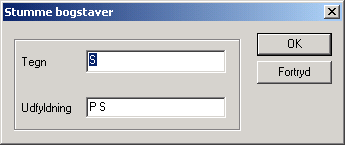 Stumme bogstaver
Tegn
S
OK
Fortryd
Udfyldning
P S